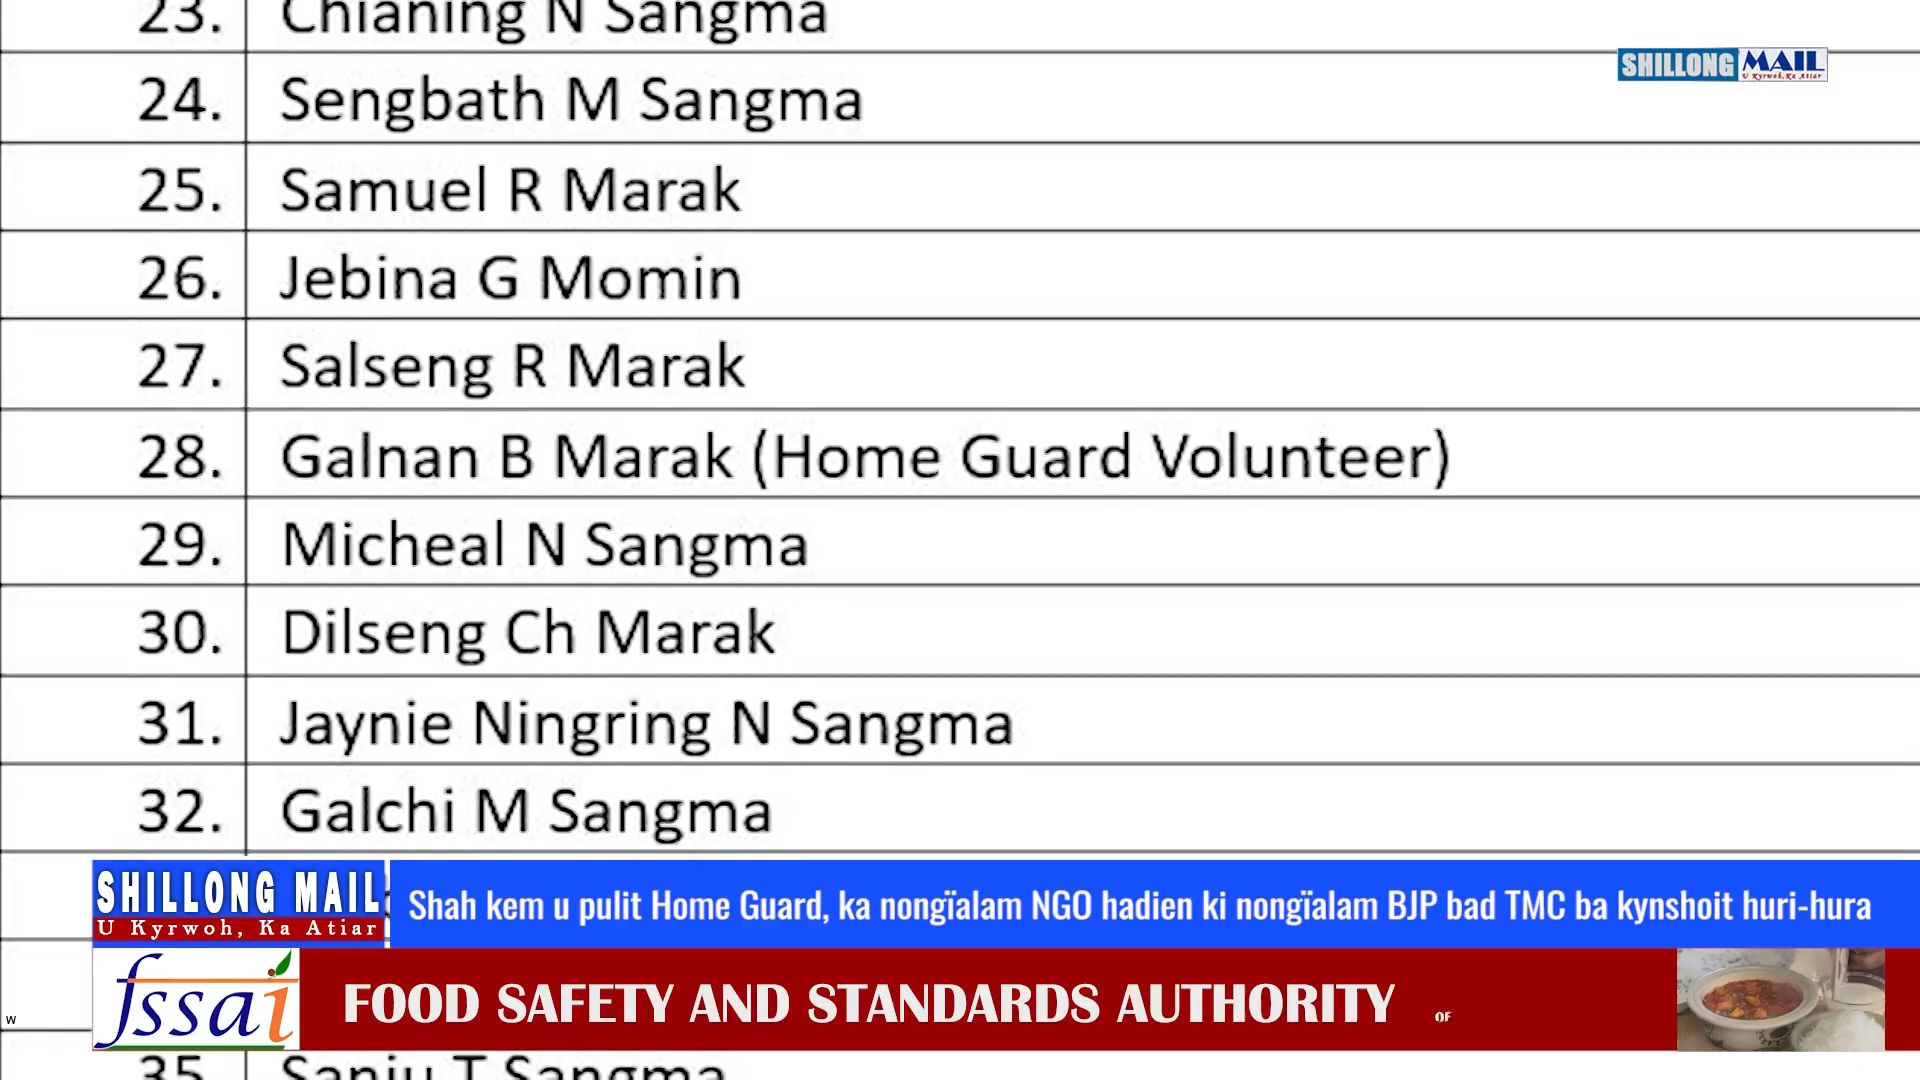 23. Chianing N Sangma
SHILLONG MAIL
U Kyrwoh, Ka Atiar
24. Sengbath M Sangma
25. Samuel R Marak
26. Jebina G Momin
27. Salseng R Marak
28. Galnan B Marak (Home Guard Volunteer)
29. Micheal N Sangma
30. Dilseng Ch Marak
31. Jaynie Ningring N Sangma
32. Galchi M Sangma
SHILLONG MAIL
U Kyrwoh, Ka Atiar
Shah kem u pulit Home Guard, ka nongïalam NGO hadien ki nongïalam BJP bad TMC ba kynshoit huri-hura
fssai
FOOD SAFETY AND STANDARDS AUTHORITY OF
w
35. Sanju T Sangma